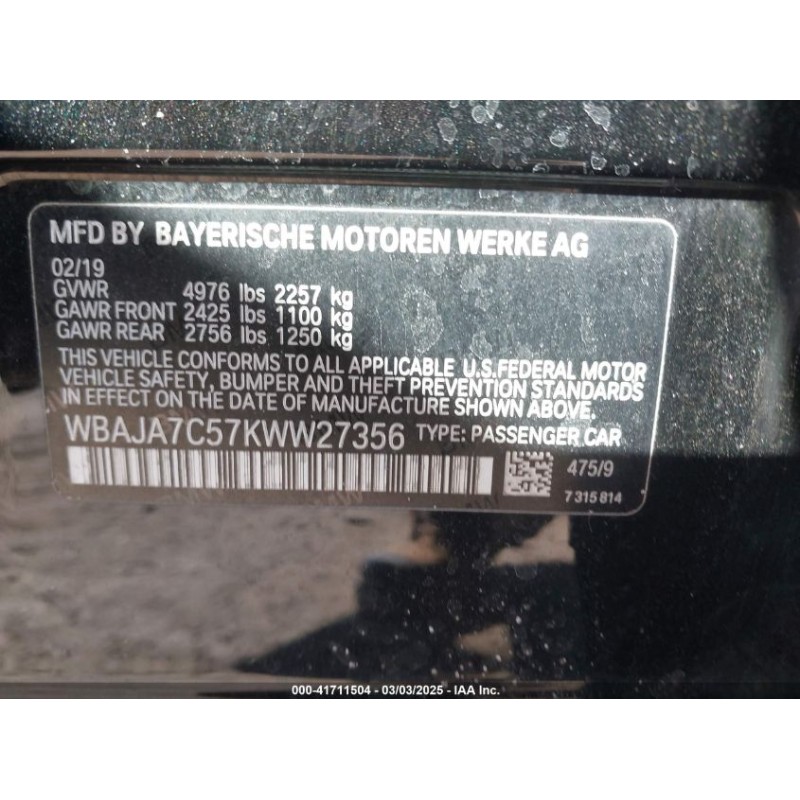 MFD BY BAYERISCHE MOTOREN WERKE AG
02/19
GVWR 4976 lbs 2257 kg
GAWR FRONT 2425 lbs 1100 kg
GAWR REAR 2756 lbs 1250 kg
THIS VEHICLE CONFORMS TO ALL APPLICABLE U.S.FEDERAL MOTOR
VEHICLE SAFETY, BUMPER AND THEFT PREVENTION STANDARDS
IN EFFECT ON THE DATE OF MANUFACTURE SHOWN ABOVE.
WBAJA7C57KWW27356 TYPE: PASSENGER CAR
475/9
7 315 814
000-41711504 - 03/03/2025 - IAA Inc.